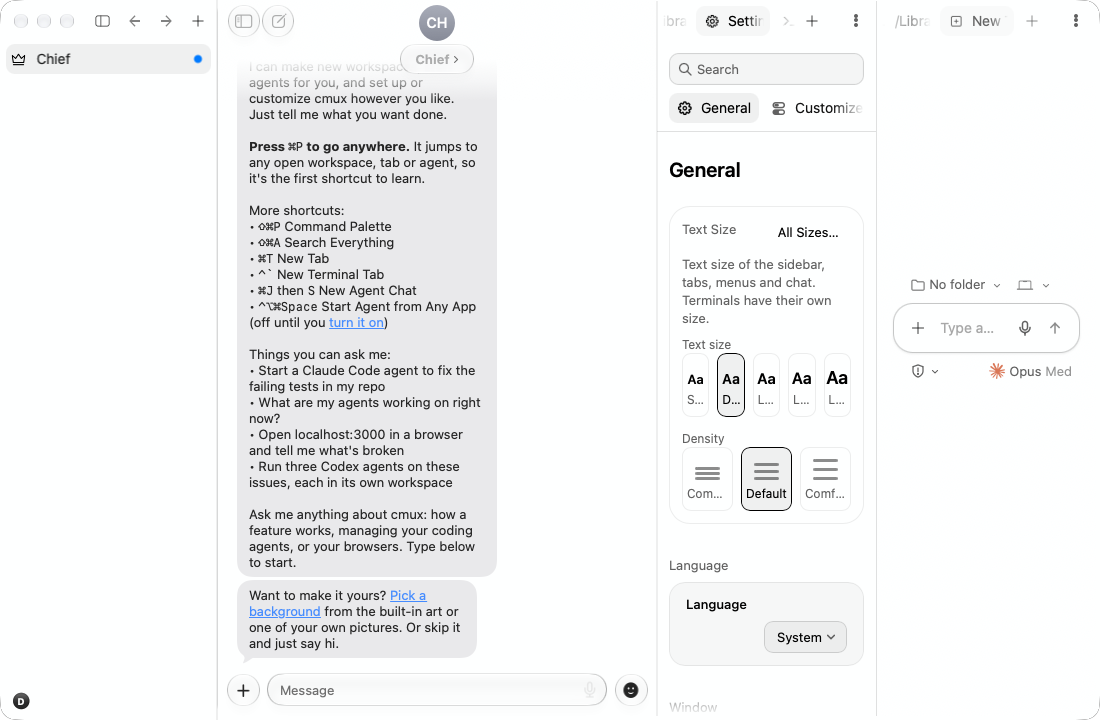 Chief
CH
Chief ›
I can make new workspac
agents for you, and set up or
customize cmux however you like.
Just tell me what you want done.
Press ⌘P to go anywhere. It jumps to
any open workspace, tab or agent, so
it's the first shortcut to learn.
More shortcuts:
• ⇧⌘P Command Palette
• ⇧⌘A Search Everything
• ⌘T New Tab
• ^` New Terminal Tab
• ⌘J then S New Agent Chat
• ^⌥⌘Space Start Agent from Any App
(off until you turn it on)
Things you can ask me:
• Start a Claude Code agent to fix the
failing tests in my repo
• What are my agents working on right
now?
• Open localhost:3000 in a browser
and tell me what's broken
• Run three Codex agents on these
issues, each in its own workspace
Ask me anything about cmux: how a
feature works, managing your coding
agents, or your browsers. Type below
to start.
Want to make it yours? Pick a
background from the built-in art or
one of your own pictures. Or skip it
and just say hi.
Message
D
ibra
Settin
Search
General
Customize
General
Text Size
All Sizes...
Text size of the sidebar,
tabs, menus and chat.
Terminals have their own
size.
Text size
Aa Aa Aa Aa Aa
S... D... L... L... L...
Density
Com... Default Comf...
Language
Language
System
Window
/Libra
New
No folder
Type a...
Opus Med